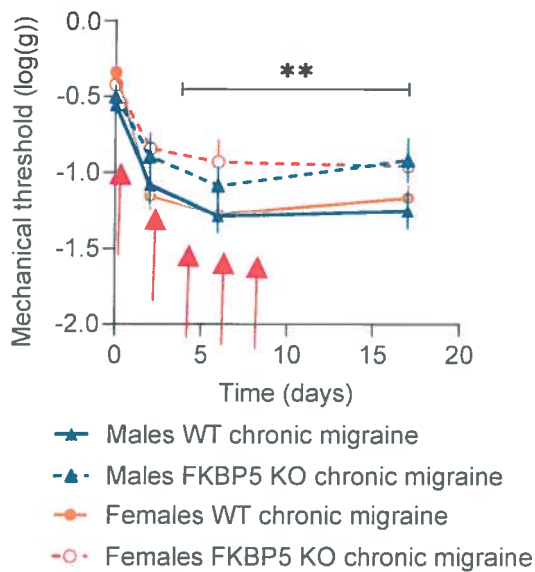 Mechanical threshold (log(g))
0.0
**
-0.5
-1.0
-1.5
-2.0
0 5 10 15 20
Time (days)
Males WT chronic migraine
Males FKBP5 KO chronic migraine
Females WT chronic migraine
Females FKBP5 KO chronic migraine